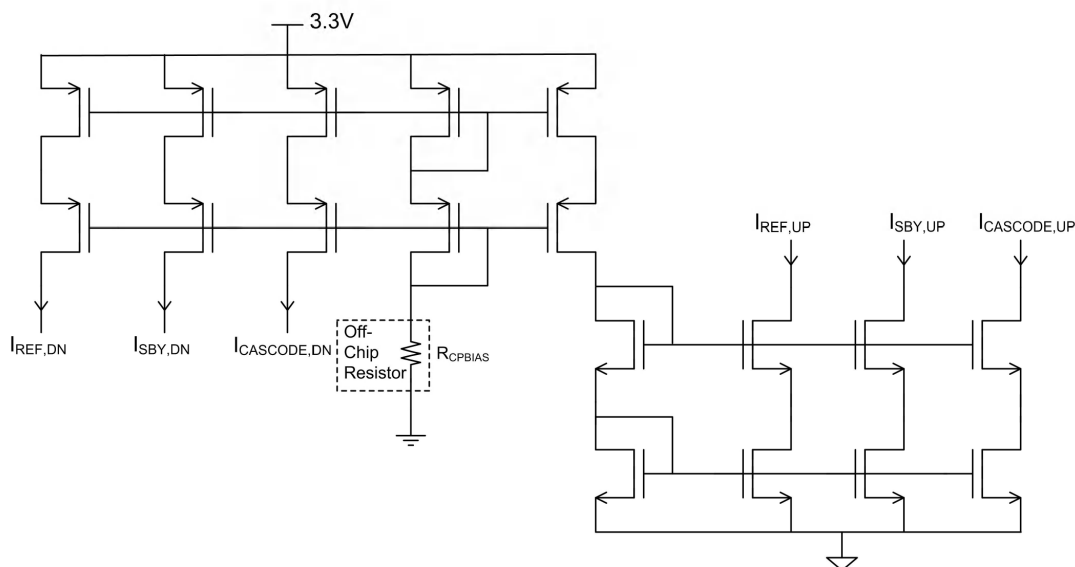 3.3V
I_REF,UP
I_SBY,UP
I_CASCODE,UP
I_REF,DN
I_SBY,DN
I_CASCODE,DN
Off-
Chip
Resistor
R_CPBIAS